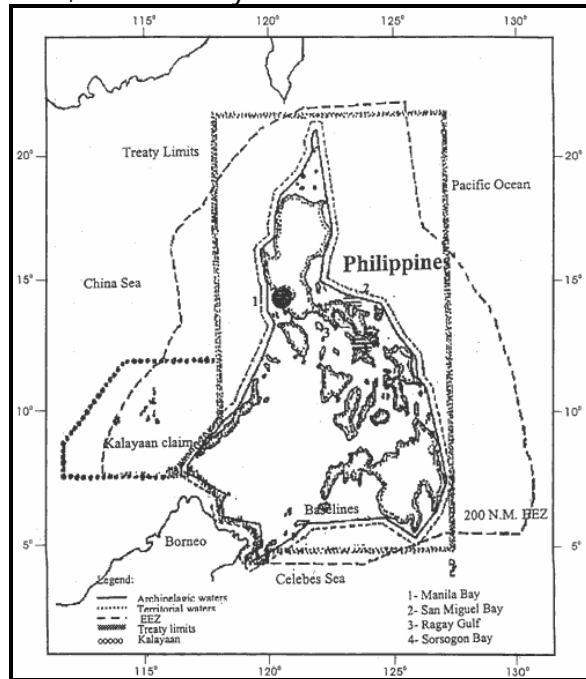 115° 120° 125° 130°
20° 20°
Treaty Limits
Pacific Ocean
Philippine
15° 15°
China Sea
1
2
3
10° 10°
Kalayaan claim
Baselines
200 N.M. EEZ
5° 5°
Borneo
Celebes Sea
Legend:
Archipelagic waters
Territorial waters
EEZ
Treaty limits
Kalayaan
1- Manila Bay
2- San Miguel Bay
3- Ragay Gulf
4- Sorsogon Bay
115° 120° 125° 130°